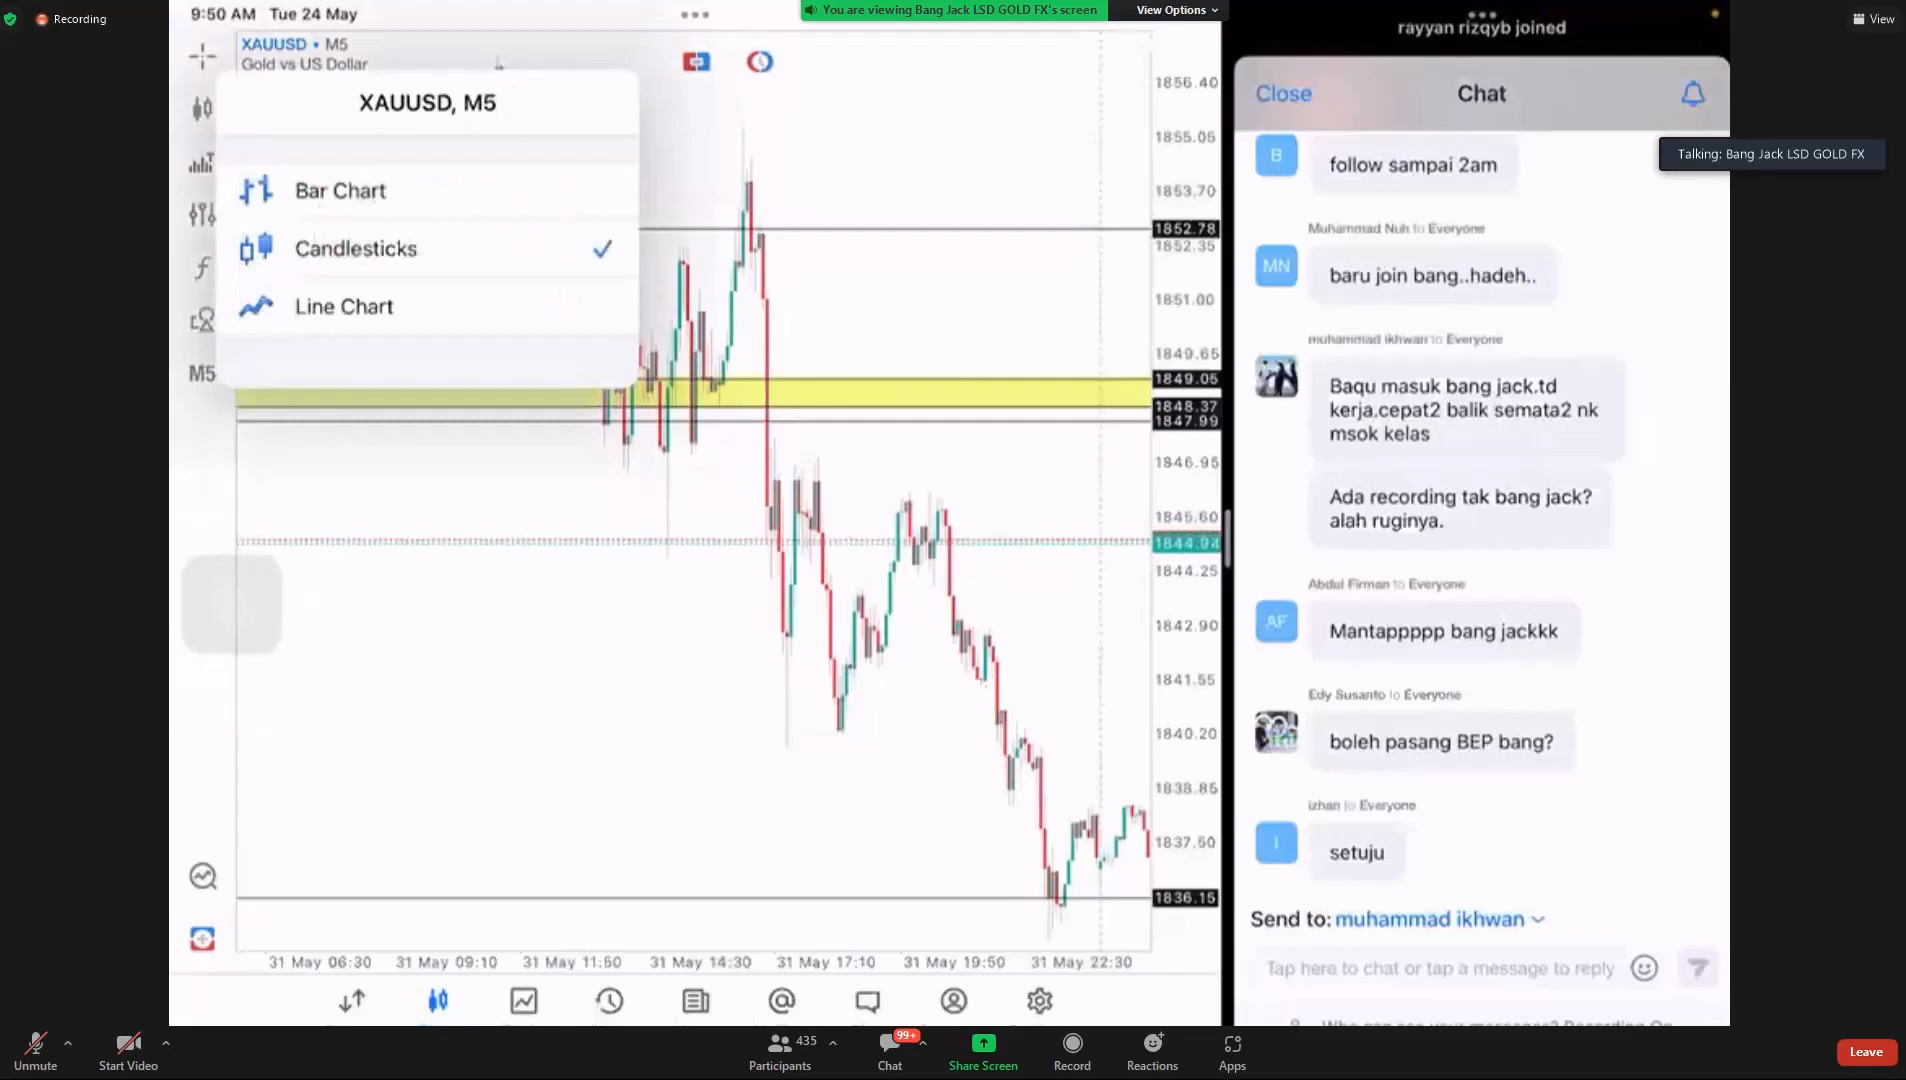 Recording
9:50 AM Tue 24 May
You are viewing Bang Jack LSD GOLD FX's screen
View Options
View
XAUUSD • M5
Gold vs US Dollar
XAUUSD, M5
Bar Chart
Candlesticks
Line Chart
M5
1856.40
1855.05
1853.70
1852.78
1852.35
1851.00
1849.65
1849.05
1848.37
1847.99
1846.95
1845.60
1844.94
1844.25
1842.90
1841.55
1840.20
1838.85
1837.50
1836.15
31 May 06:30
31 May 09:10
31 May 11:50
31 May 14:30
31 May 17:10
31 May 19:50
31 May 22:30
rayyan rizqyb joined
Close
Chat
Talking: Bang Jack LSD GOLD FX
B
follow sampai 2am
Muhammad Nuh to Everyone
MN
baru join bang..hadeh..
muhammad ikhwan to Everyone
Baqu masuk bang jack.td
kerja.cepat2 balik semata2 nk
msok kelas
Ada recording tak bang jack?
alah ruginya.
Abdul Firman to Everyone
AF
Mantappppp bang jackkk
Edy Susanto to Everyone
boleh pasang BEP bang?
izhan to Everyone
I
setuju
Send to: muhammad ikhwan
Tap here to chat or tap a message to reply
Who can see your messages? Recording On
Unmute
Start Video
435
Participants
99+
Chat
Share Screen
Record
Reactions
Apps
Leave